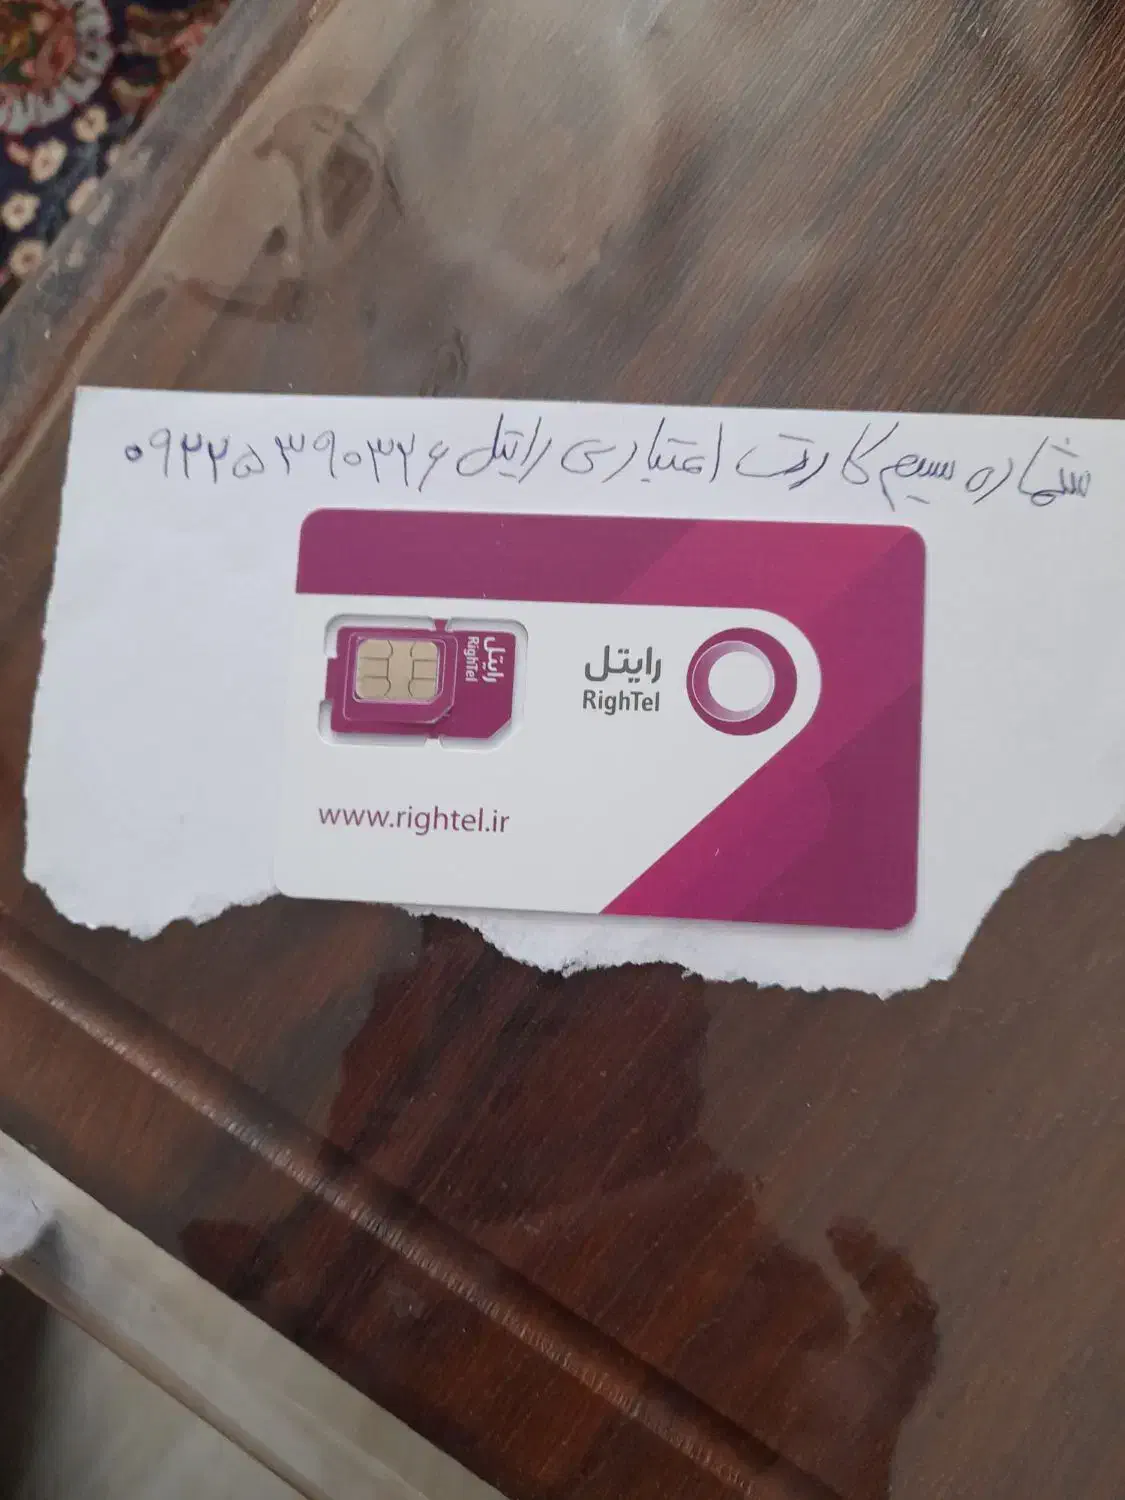 شماره سیم کارت اعتباری رایتل ۰۹۲۲۵۳۹۰۳۲۶
رایتل
RighTel
رایتل
RighTel
www.rightel.ir